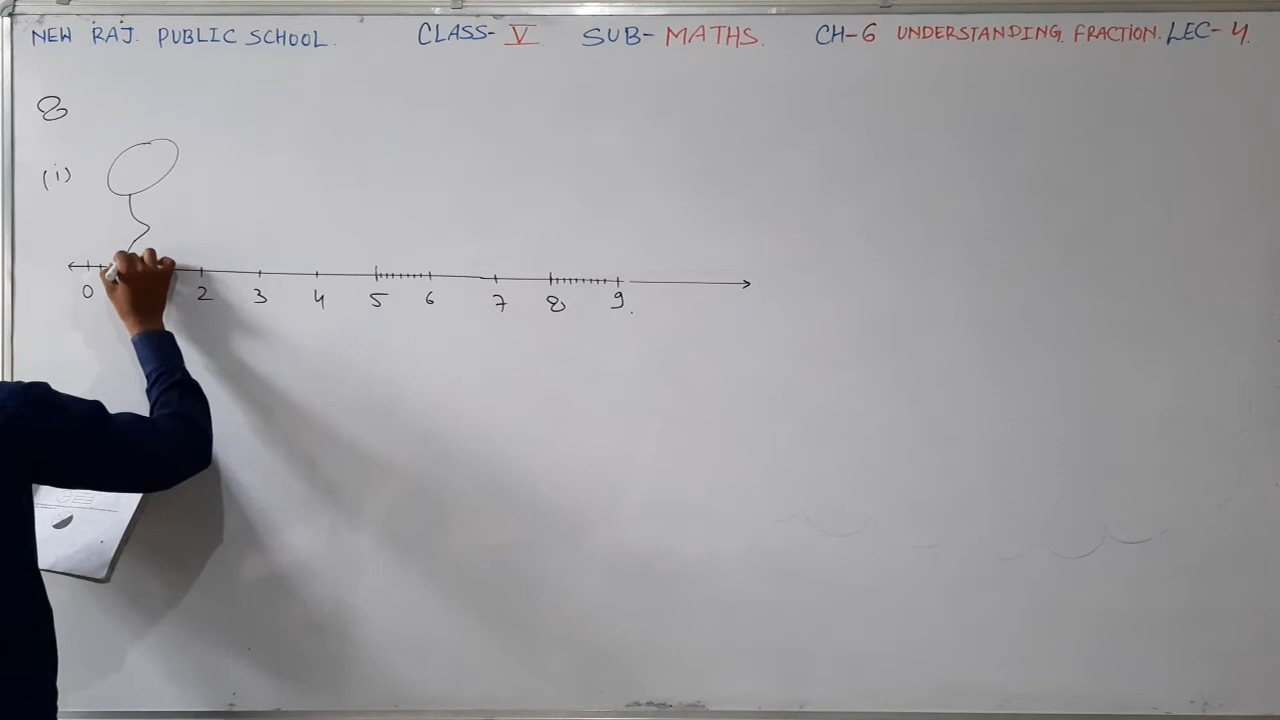 NEW RAJ. PUBLIC SCHOOL. CLASS- V SUB- MATHS. CH-6 UNDERSTANDING. FRACTION. LEC- 4.
8
(i)
0 2 3 4 5 6 7 8 9.